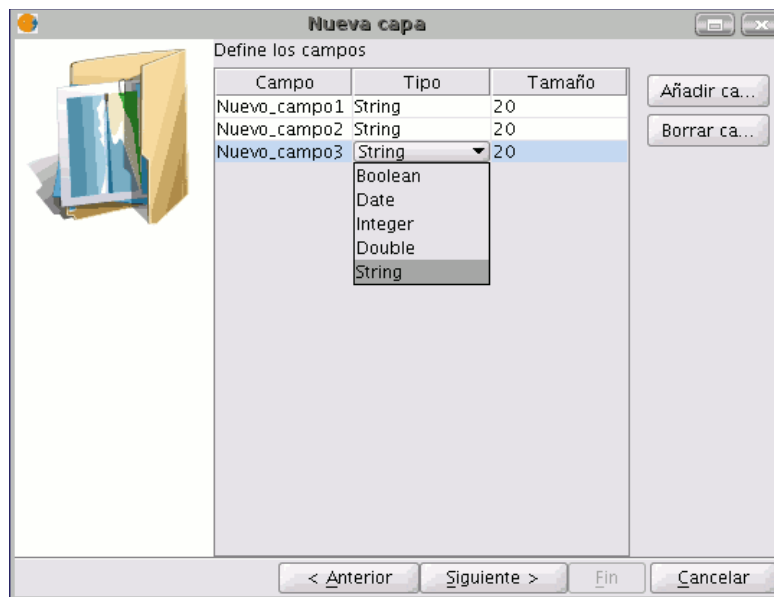 Nueva capa
Define los campos
Campo Tipo Tamaño
Nuevo_campo1 String 20
Nuevo_campo2 String 20
Nuevo_campo3 String 20
Boolean
Date
Integer
Double
String
Añadir ca...
Borrar ca...
< Anterior Siguiente > Fin Cancelar